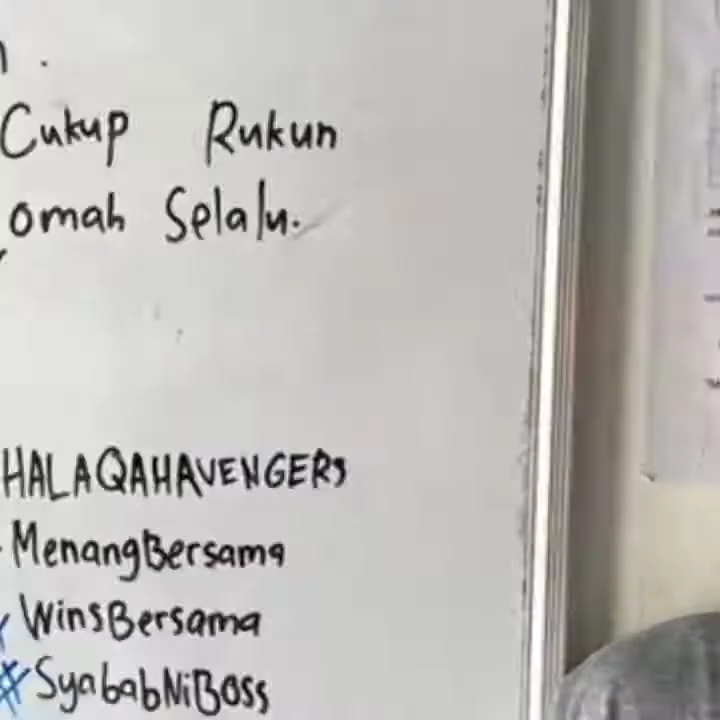 Cukup Rukun
omah Selalu.
HALAQAHAVENGERS
MenangBersama
WinsBersama
#SyababNiBoss